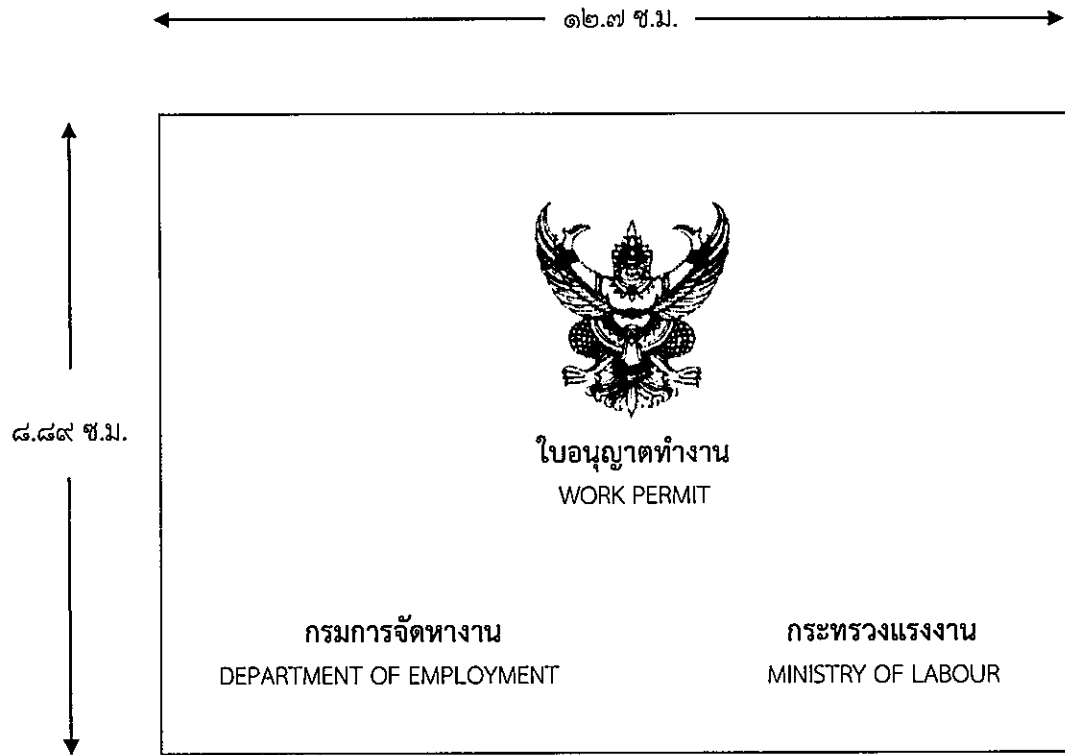 ๑๒.๗ ซ.ม.
๘.๘๙ ซ.ม.
ใบอนุญาตทำงาน
WORK PERMIT
กรมการจัดหางาน
DEPARTMENT OF EMPLOYMENT
กระทรวงแรงงาน
MINISTRY OF LABOUR